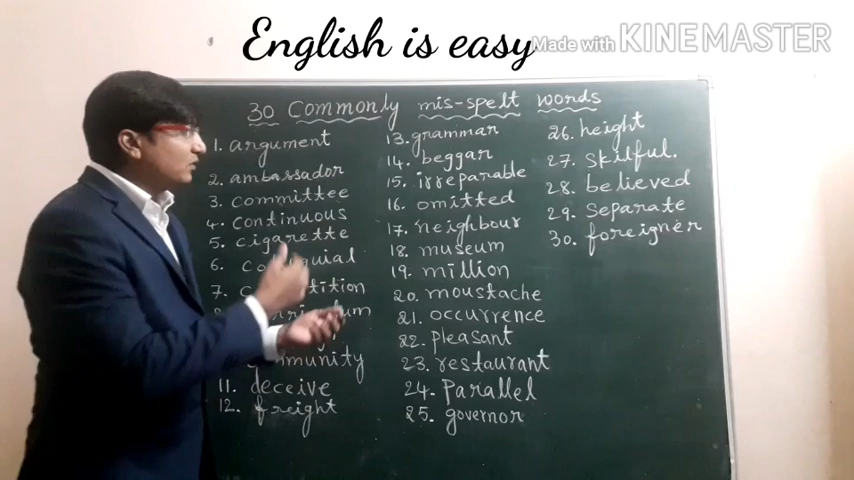 English is easy
Made with KINEMASTER
30 Commonly mis-spelt words
1. argument
2. ambassador
3. committee
4. continuous
5. cigarette
6.
7.
11. deceive
12. freight
13. grammar
14. beggar
15. irreparable
16. omitted
17. neighbour
18. museum
19. million
20. moustache
21. occurrence
22. pleasant
23. restaurant
24. parallel
25. governor
26. height
27. skilful.
28. believed
29. separate
30. foreigner